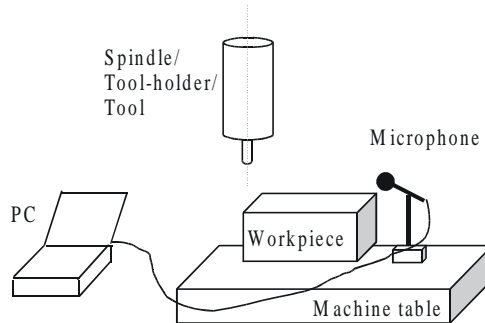 Spindle/
Tool-holder/
Tool
Microphone
PC
Workpiece
Machine table